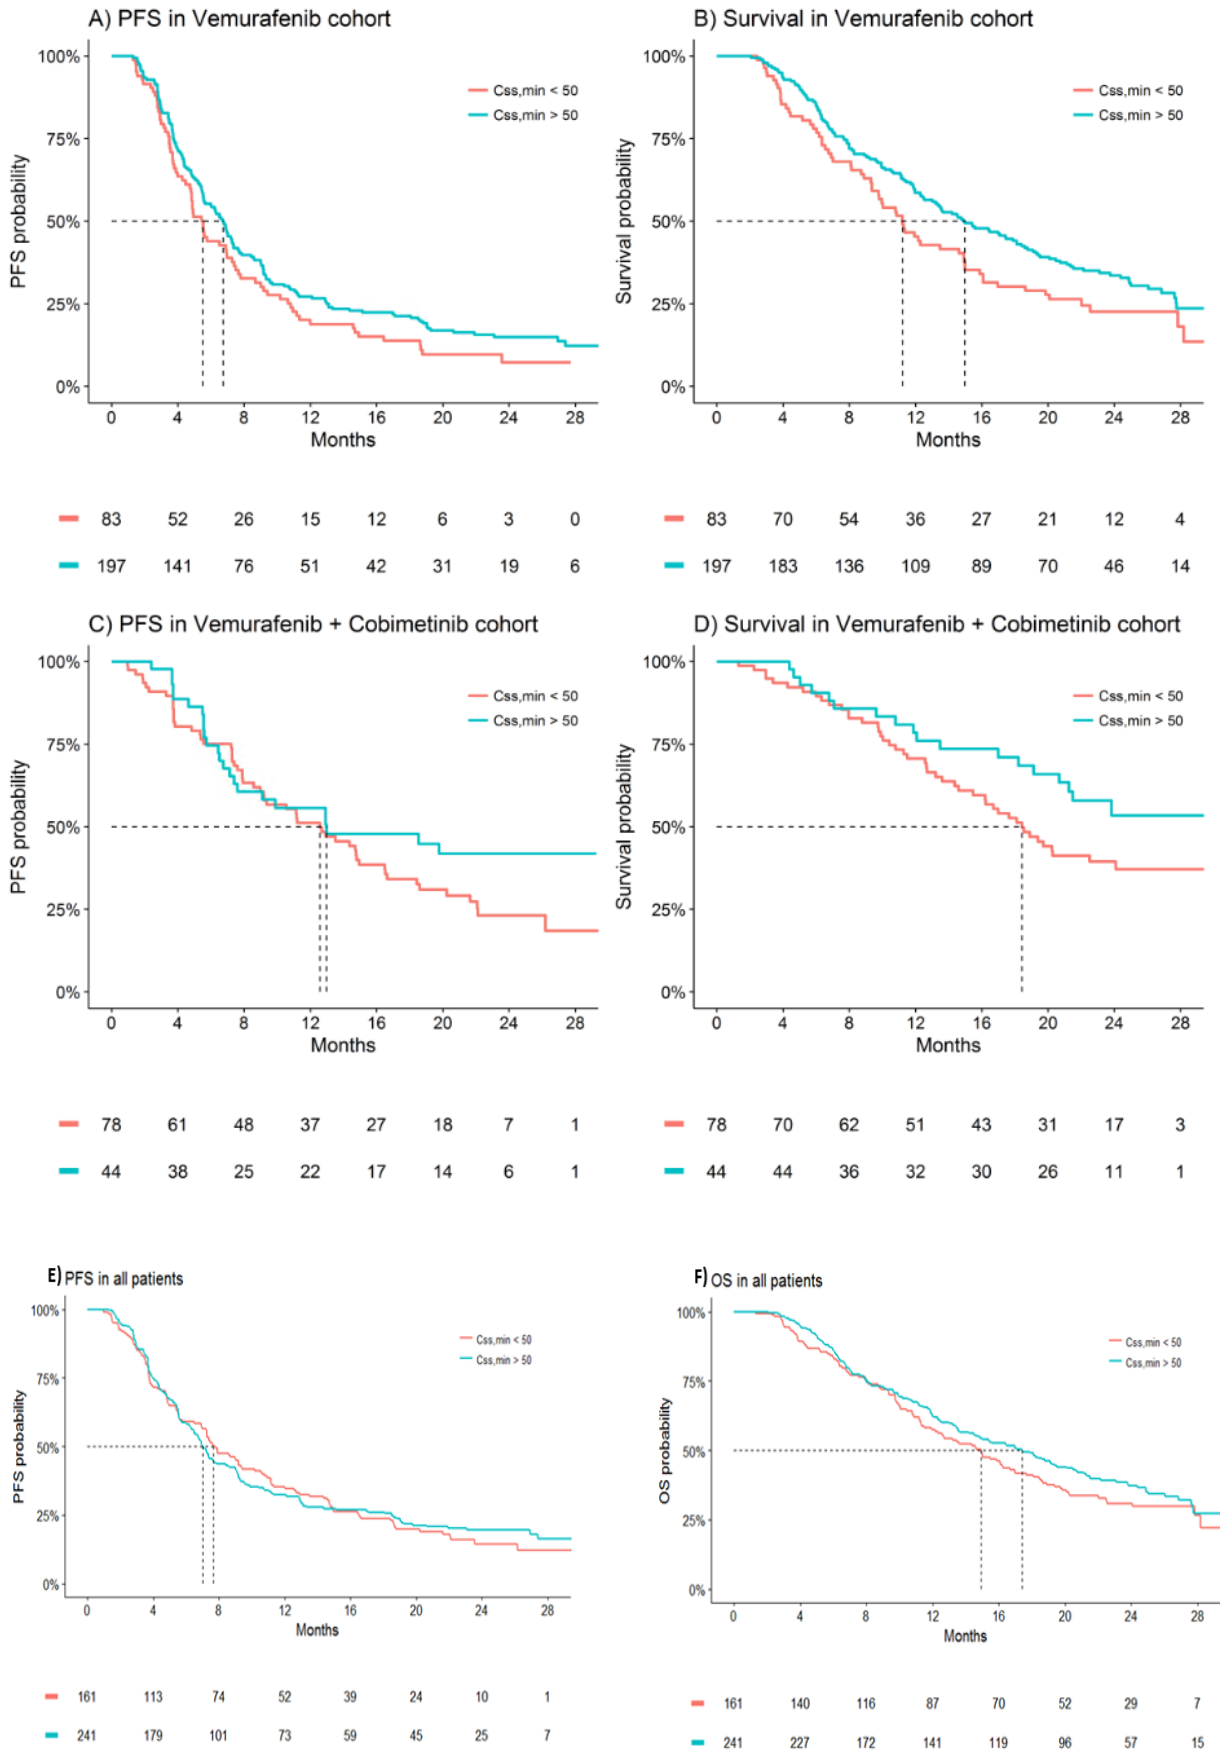 A) PFS in Vemurafenib cohort
100%
75%
50%
25%
0%
PFS probability
Css,min < 50
Css,min > 50
0 4 8 12 16 20 24 28
Months
83 52 26 15 12 6 3 0
197 141 76 51 42 31 19 6
B) Survival in Vemurafenib cohort
100%
75%
50%
25%
0%
Survival probability
Css,min < 50
Css,min > 50
0 4 8 12 16 20 24 28
Months
83 70 54 36 27 21 12 4
197 183 136 109 89 70 46 14
C) PFS in Vemurafenib + Cobimetinib cohort
100%
75%
50%
25%
0%
PFS probability
Css,min < 50
Css,min > 50
0 4 8 12 16 20 24 28
Months
78 61 48 37 27 18 7 1
44 38 25 22 17 14 6 1
D) Survival in Vemurafenib + Cobimetinib cohort
100%
75%
50%
25%
0%
Survival probability
Css,min < 50
Css,min > 50
0 4 8 12 16 20 24 28
Months
78 70 62 51 43 31 17 3
44 44 36 32 30 26 11 1
E) PFS in all patients
100%
75%
50%
25%
0%
PFS probability
Css,min < 50
Css,min > 50
0 4 8 12 16 20 24 28
Months
161 113 74 52 39 24 10 1
241 179 101 73 59 45 25 7
F) OS in all patients
100%
75%
50%
25%
0%
OS probability
Css,min < 50
Css,min > 50
0 4 8 12 16 20 24 28
Months
161 140 116 87 70 52 29 7
241 227 172 141 119 96 57 15